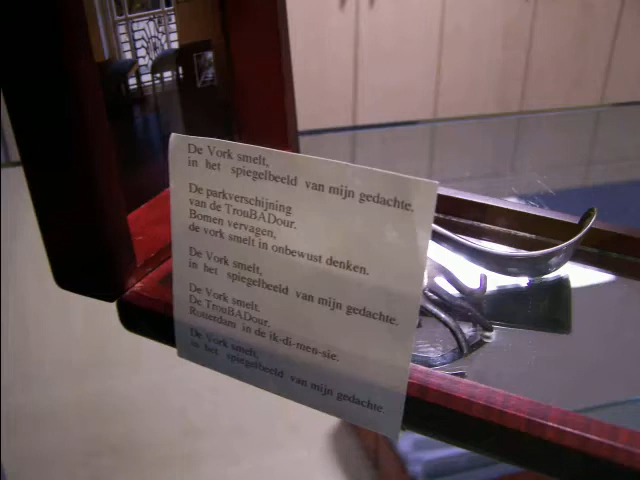 De Vork smelt,
in het spiegelbeeld van mijn gedachte.
De parkverschijning
van de TrouBADour.
Bomen vervagen,
de vork smelt in onbewust denken.
De Vork smelt,
in het spiegelbeeld van mijn gedachte.
De Vork smelt.
De TrouBADour,
Rotterdam in de ik-di-men-sie.
De Vork smelt,
in het spiegelbeeld van mijn gedachte